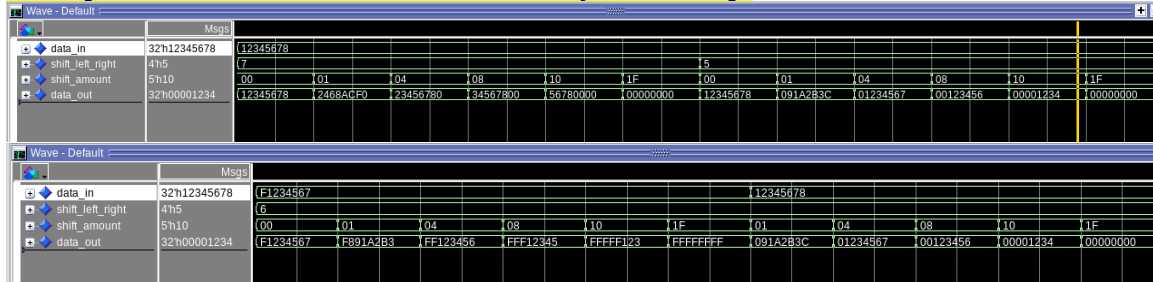 Wave - Default
Msgs
data_in 32'h12345678 12345678
shift_left_right 4'h5 7 5
shift_amount 5'h10 00 01 04 08 10 1F 00 01 04 08 10 1F
data_out 32'h00001234 12345678 2468ACF0 23456780 34567800 56780000 00000000 12345678 091A2B3C 01234567 00123456 00001234 00000000
Wave - Default
Msgs
data_in 32'h12345678 F1234567 12345678
shift_left_right 4'h5 6
shift_amount 5'h10 00 01 04 08 10 1F 01 04 08 10 1F
data_out 32'h00001234 F1234567 F891A2B3 FF123456 FFF12345 FFFFF123 FFFFFFFF 091A2B3C 01234567 00123456 00001234 00000000